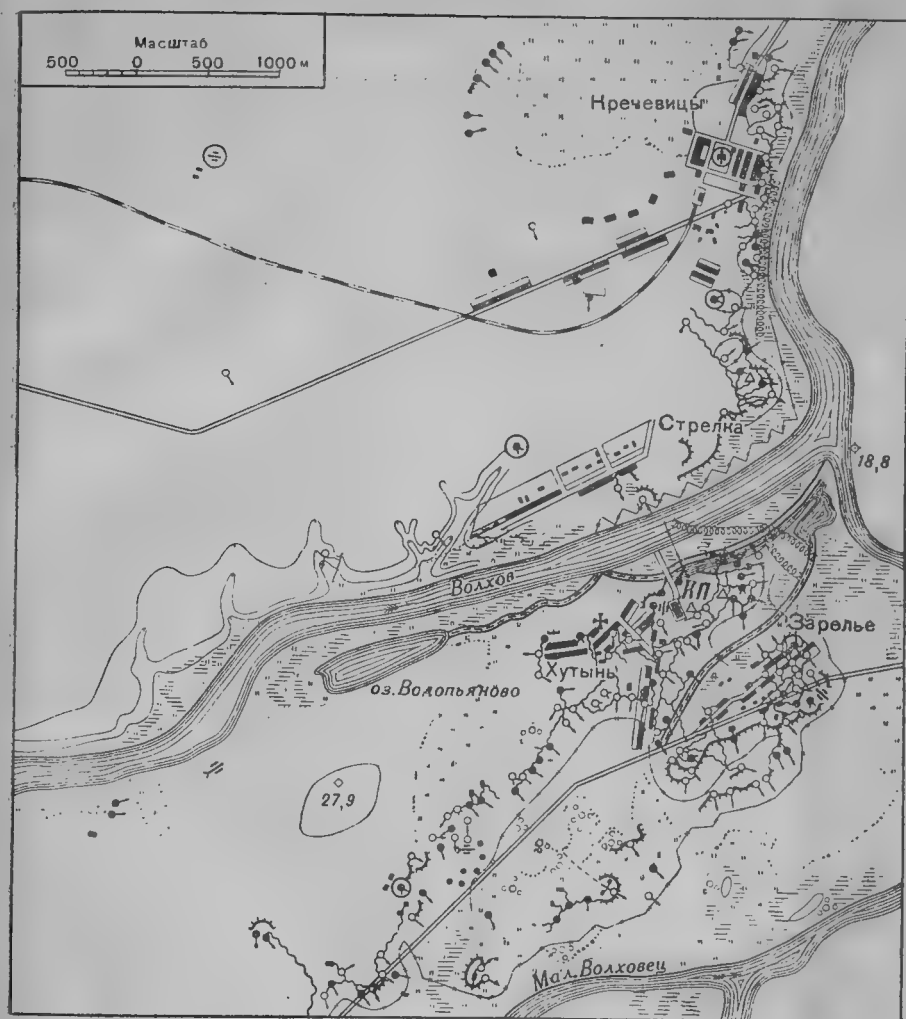 Масштаб
500 0 500 1000 м
Кречевицы
Стрелка
18,8
Волхов
КП
Зарелье
Хутынь
оз. Волопьяново
27,9
Мал. Волховец